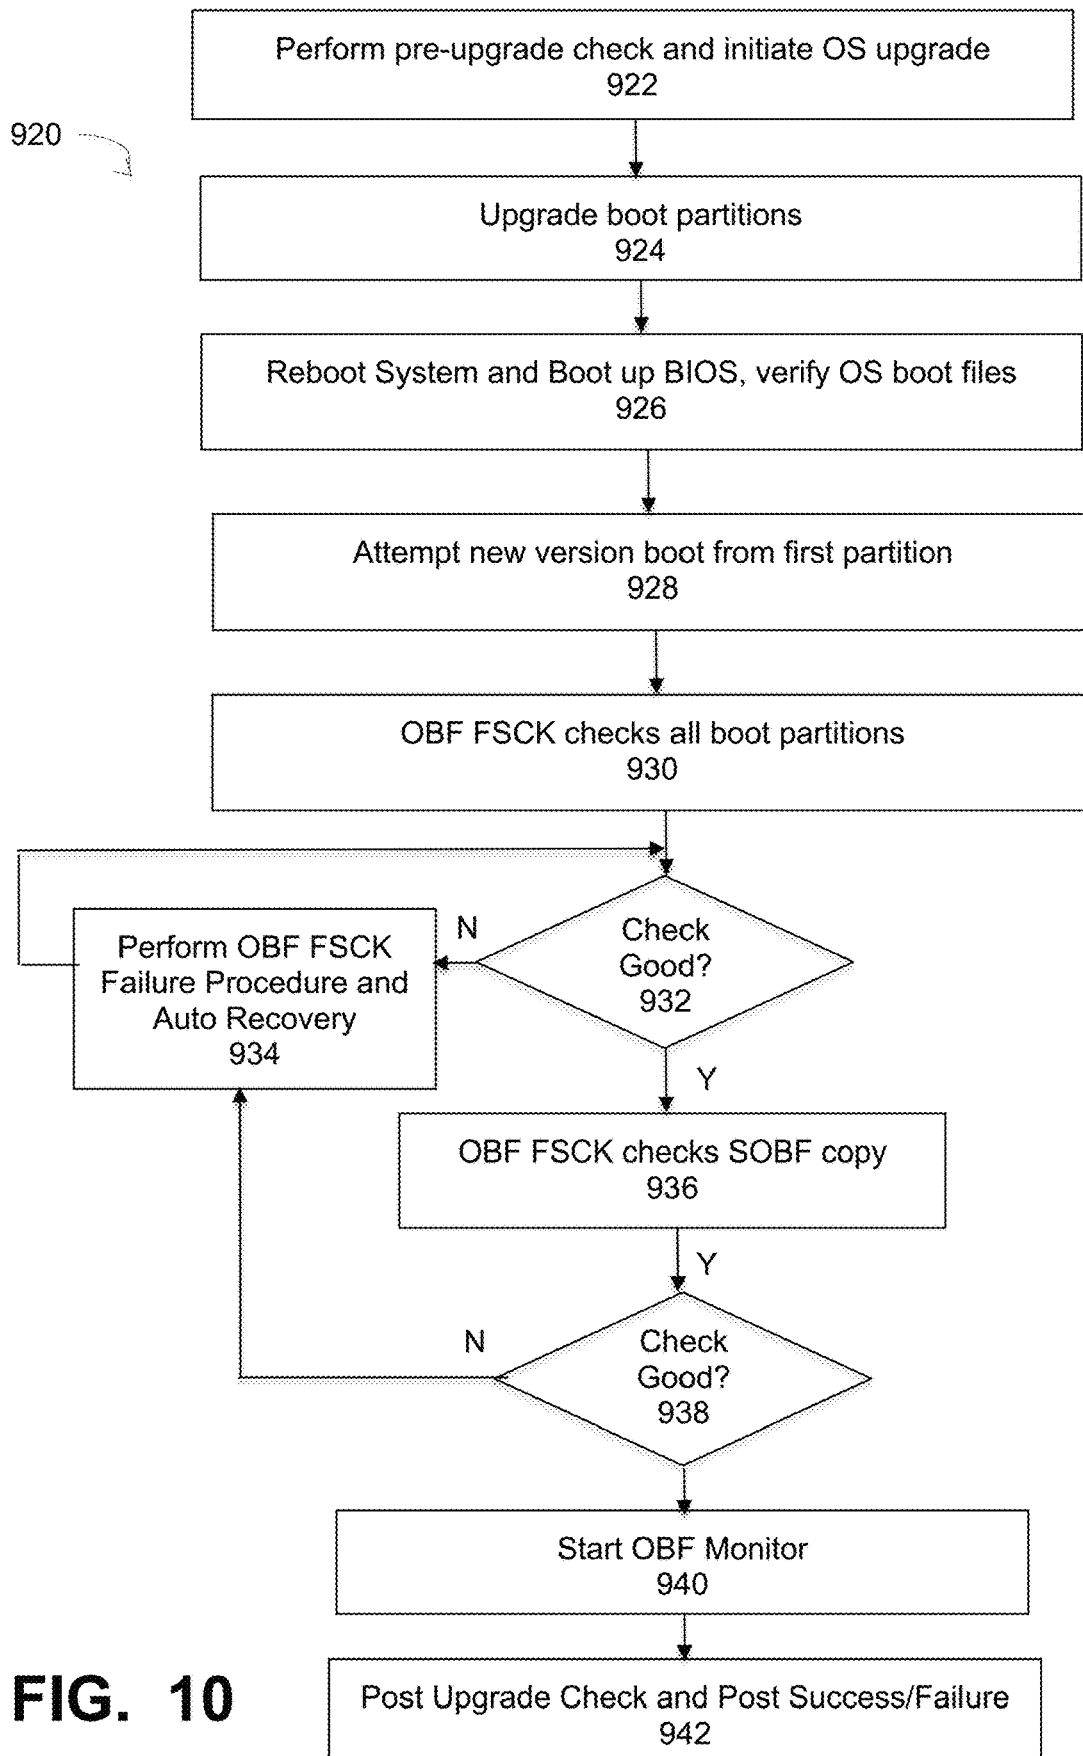 Perform pre-upgrade check and initiate OS upgrade
922
920
Upgrade boot partitions
924
Reboot System and Boot up BIOS, verify OS boot files
926
Attempt new version boot from first partition
928
OBF FSCK checks all boot partitions
930
Check
Good?
932
N
Perform OBF FSCK
Failure Procedure and
Auto Recovery
934
Y
OBF FSCK checks SOBF copy
936
Y
Check
Good?
938
N
Start OBF Monitor
940
Post Upgrade Check and Post Success/Failure
942
FIG. 10